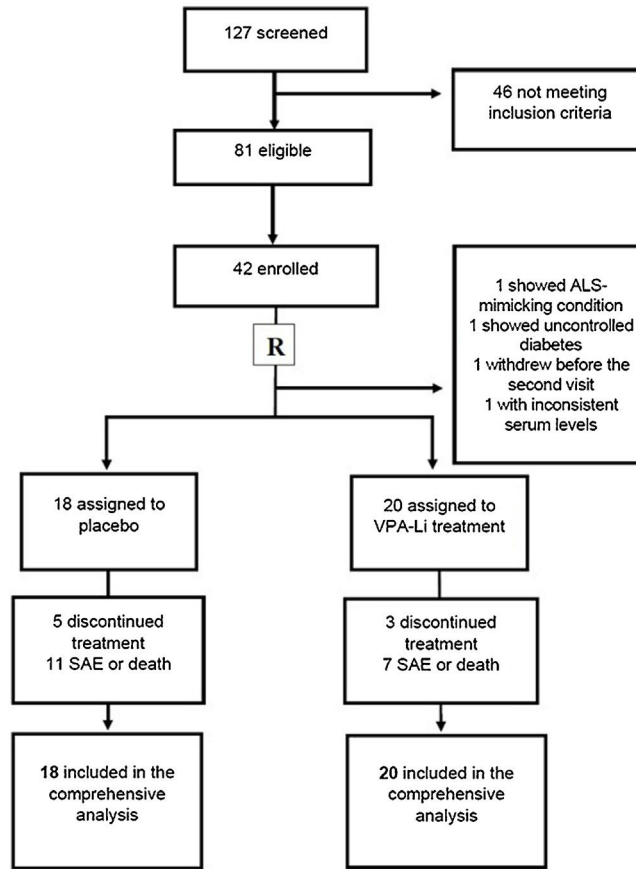 127 screened
46 not meeting
inclusion criteria
81 eligible
42 enrolled
1 showed ALS-
mimicking condition
1 showed uncontrolled
diabetes
1 withdrew before the
second visit
1 with inconsistent
serum levels
R
18 assigned to
placebo
20 assigned to
VPA-Li treatment
5 discontinued
treatment
11 SAE or death
3 discontinued
treatment
7 SAE or death
18 included in the
comprehensive
analysis
20 included in the
comprehensive
analysis